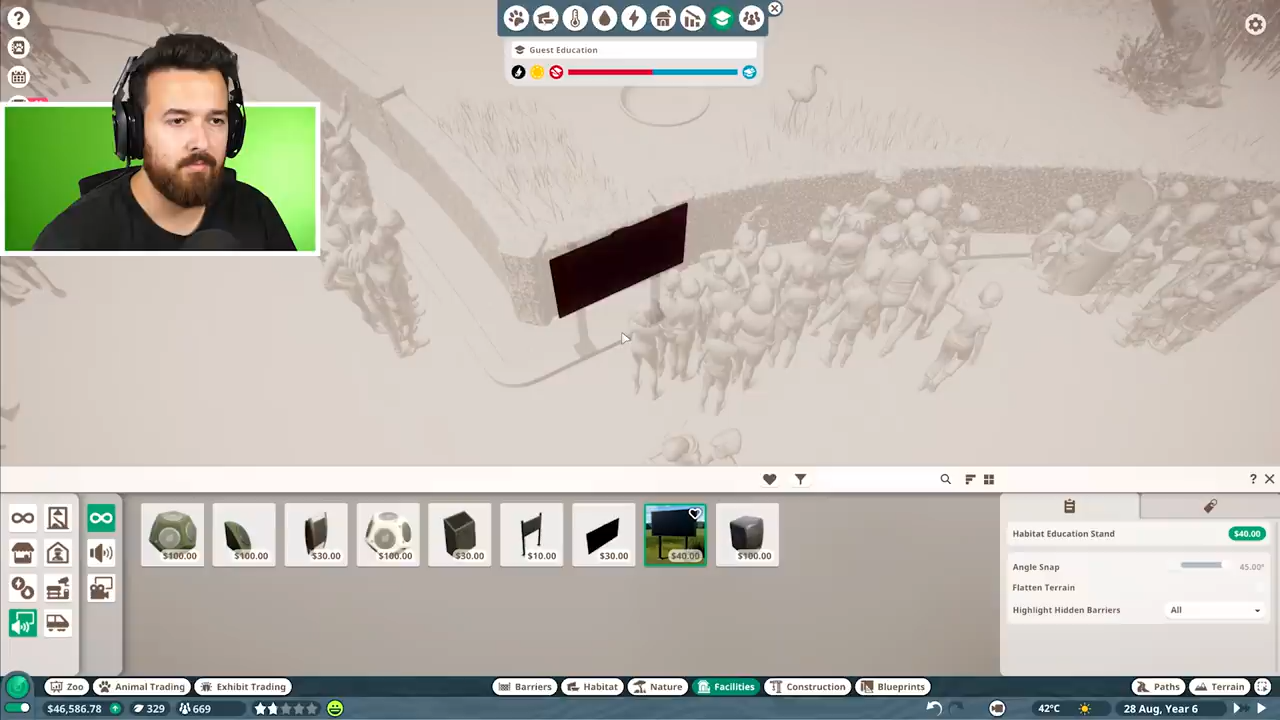 Guest Education
$100.00
$100.00
$30.00
$100.00
$30.00
$10.00
$30.00
$40.00
$100.00
Habitat Education Stand
$40.00
Angle Snap
45.00°
Flatten Terrain
Highlight Hidden Barriers
All
Zoo
Animal Trading
Exhibit Trading
Barriers
Habitat
Nature
Facilities
Construction
Blueprints
Paths
Terrain
$46,586.78
329
669
42°C
28 Aug, Year 6